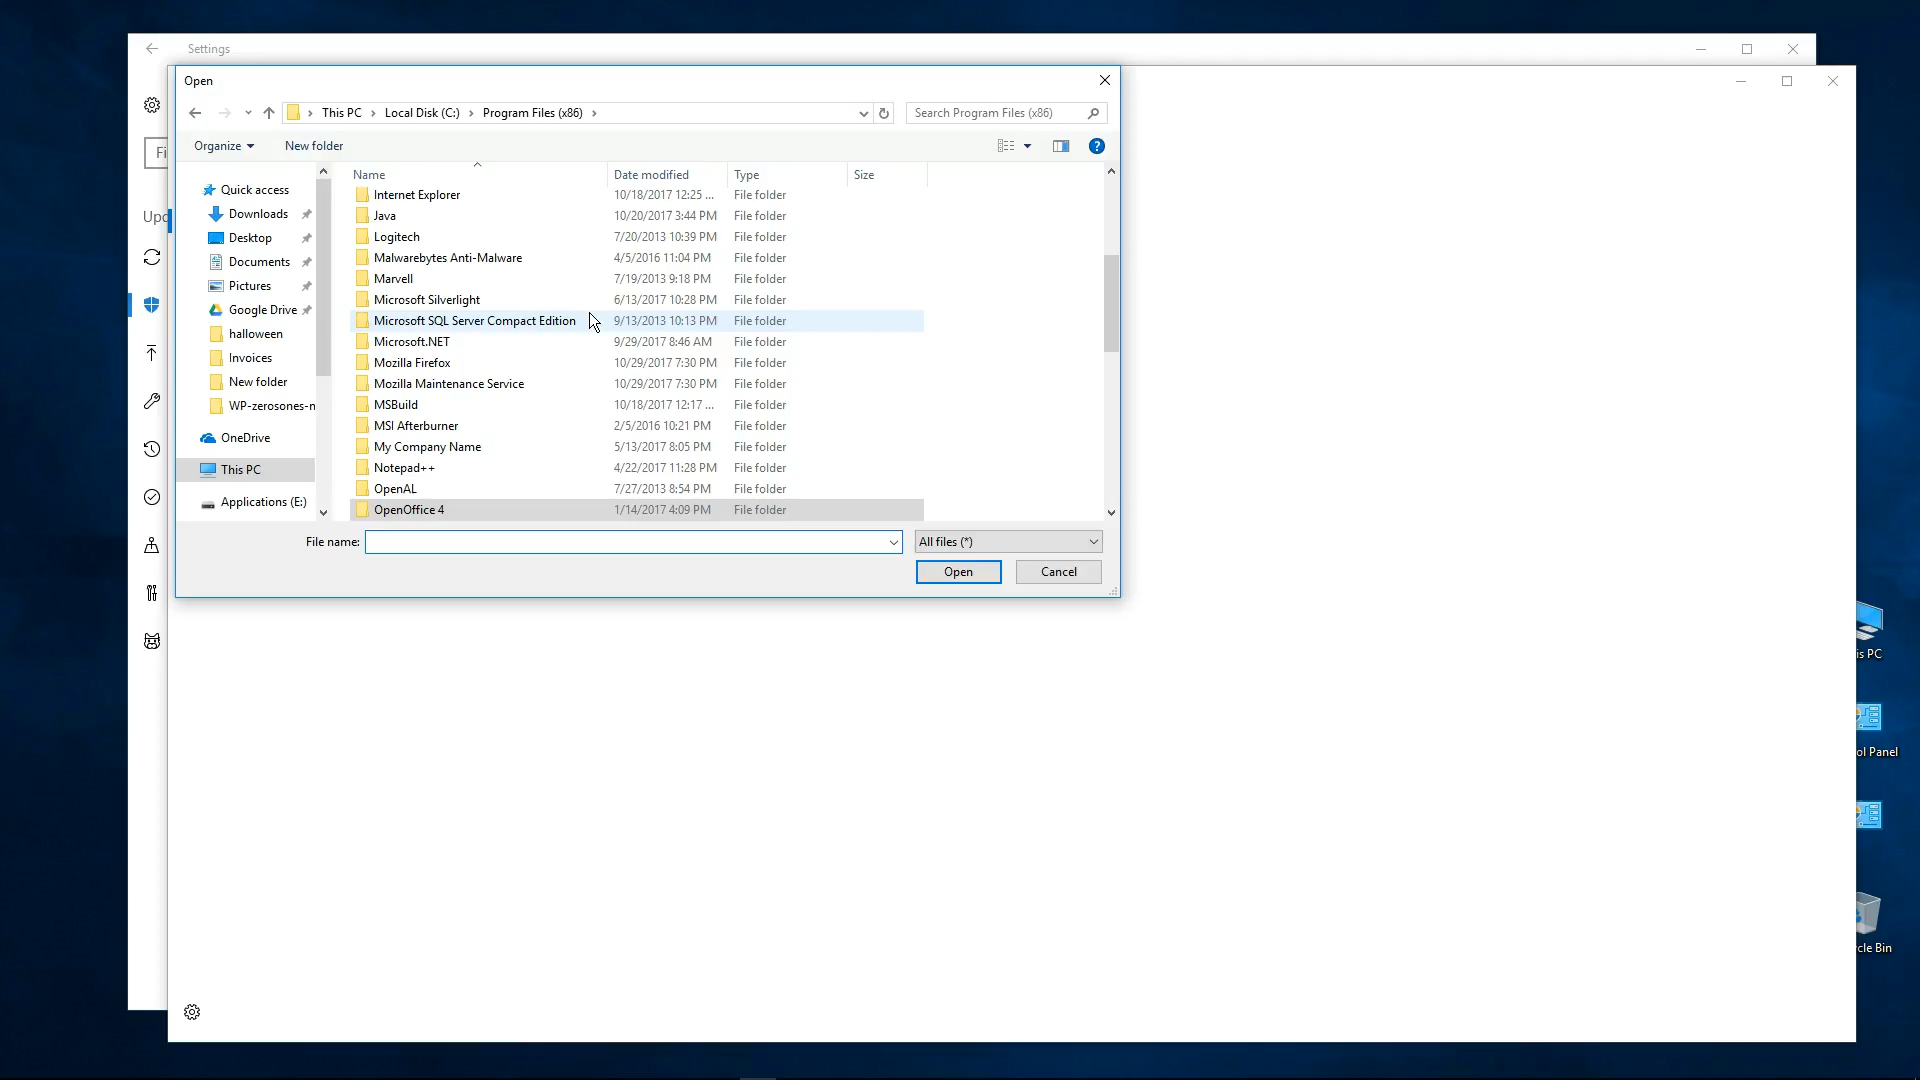 Settings
Open
This PC
Local Disk (C:)
Program Files (x86)
Search Program Files (x86)
Organize
New folder
Name
Date modified
Type
Size
Fi
Upd
Quick access
Downloads
Desktop
Documents
Pictures
Google Drive
halloween
Invoices
New folder
WP-zerosones-n
OneDrive
This PC
Applications (E:)
Internet Explorer 10/18/2017 12:25 ... File folder
Java 10/20/2017 3:44 PM File folder
Logitech 7/20/2013 10:39 PM File folder
Malwarebytes Anti-Malware 4/5/2016 11:04 PM File folder
Marvell 7/19/2013 9:18 PM File folder
Microsoft Silverlight 6/13/2017 10:28 PM File folder
Microsoft SQL Server Compact Edition 9/13/2013 10:13 PM File folder
Microsoft.NET 9/29/2017 8:46 AM File folder
Mozilla Firefox 10/29/2017 7:30 PM File folder
Mozilla Maintenance Service 10/29/2017 7:30 PM File folder
MSBuild 10/18/2017 12:17 ... File folder
MSI Afterburner 2/5/2016 10:21 PM File folder
My Company Name 5/13/2017 8:05 PM File folder
Notepad++ 4/22/2017 11:28 PM File folder
OpenAL 7/27/2013 8:54 PM File folder
OpenOffice 4 1/14/2017 4:09 PM File folder
File name:
All files (*)
Open
Cancel
is PC
ol Panel
cle Bin